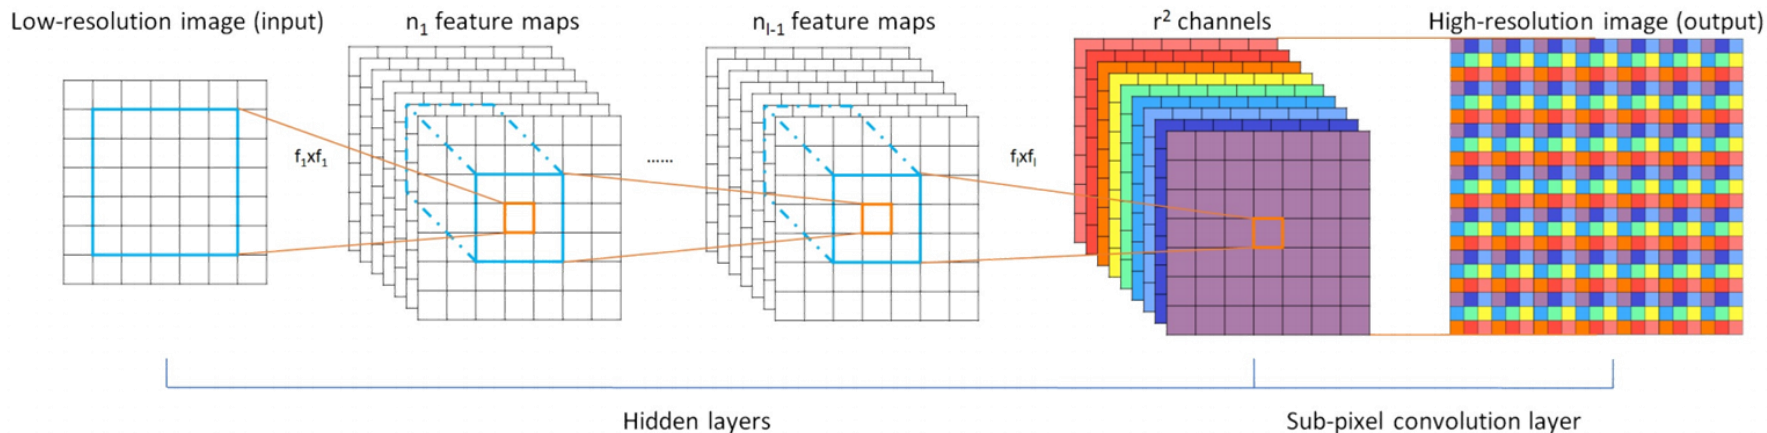 Low-resolution image (input)
n₁ feature maps
nₗ₋₁ feature maps
r² channels
High-resolution image (output)
f₁xf₁
......
fₗxfₗ
Hidden layers
Sub-pixel convolution layer